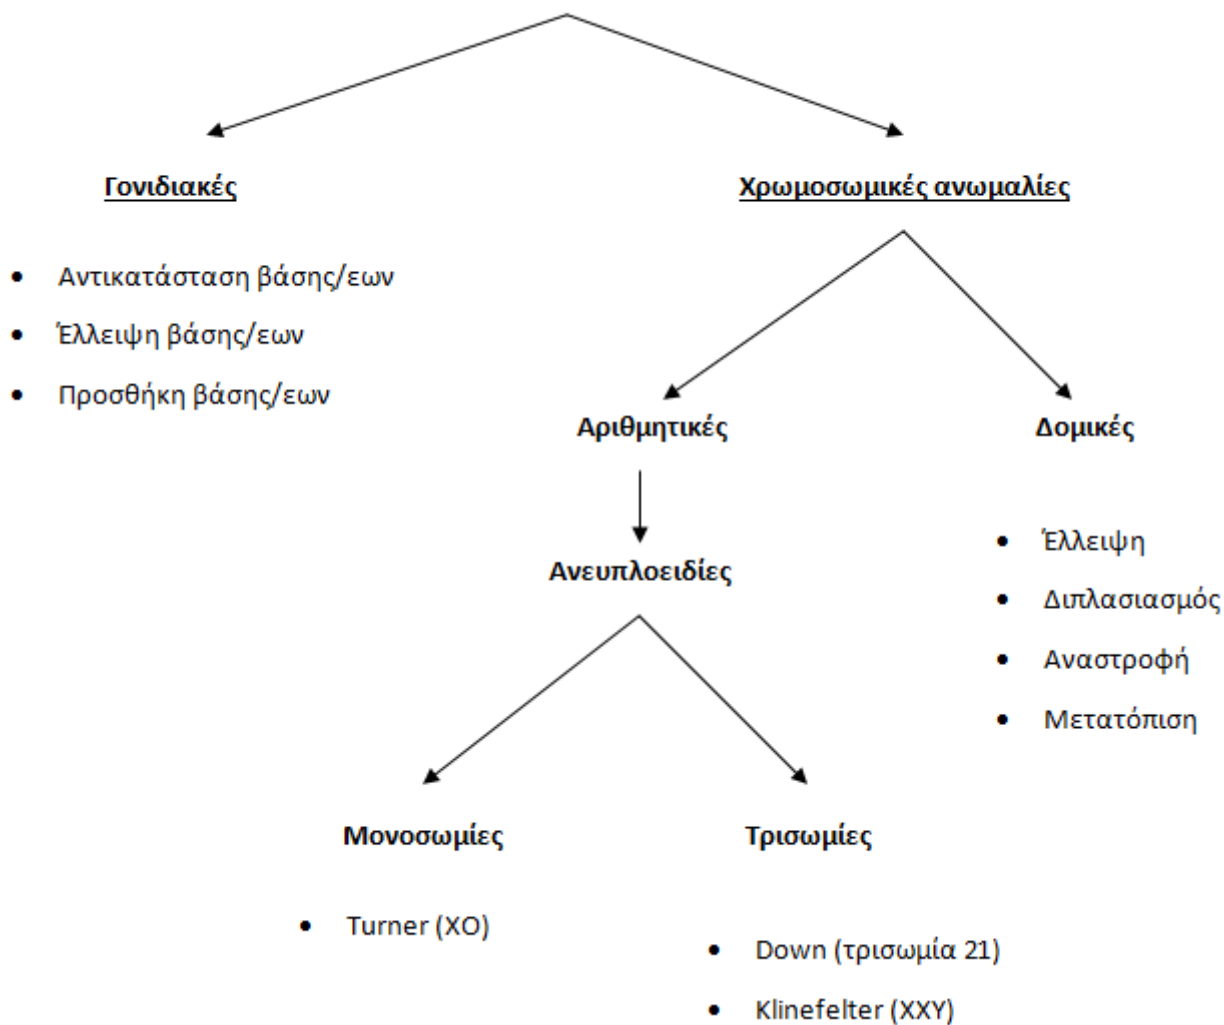 Γονιδιακές
Χρωμοσωμικές ανωμαλίες
• Αντικατάσταση βάσης/εων
• Έλλειψη βάσης/εων
• Προσθήκη βάσης/εων
Αριθμητικές
Δομικές
Ανευπλοειδίες
• Έλλειψη
• Διπλασιασμός
• Αναστροφή
• Μετατόπιση
Μονοσωμίες
Τρισωμίες
• Turner (XO)
• Down (τρισωμία 21)
• Klinefelter (XXY)